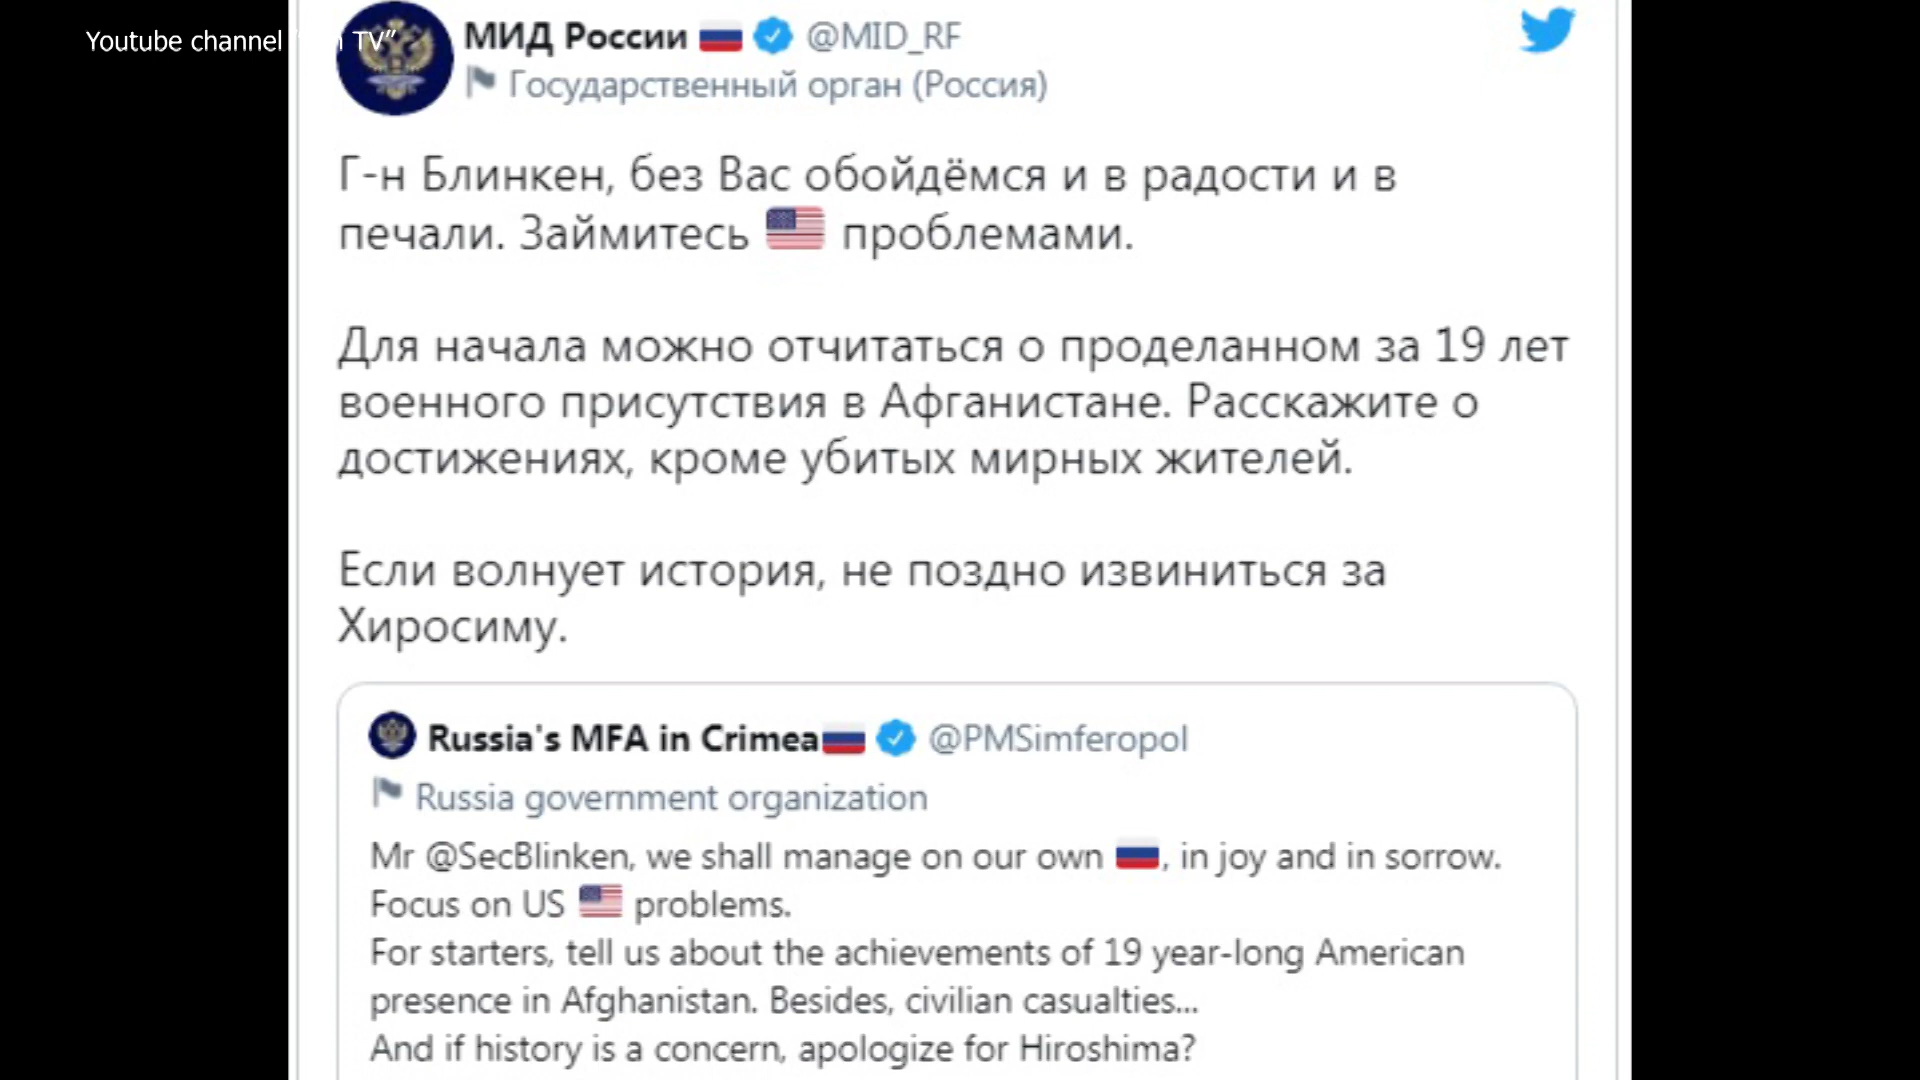 Youtube channel TV”
МИД России @MID_RF
Государственный орган (Россия)
Г-н Блинкен, без Вас обойдёмся и в радости и в
печали. Займитесь проблемами.
Для начала можно отчитаться о проделанном за 19 лет
военного присутствия в Афганистане. Расскажите о
достижениях, кроме убитых мирных жителей.
Если волнует история, не поздно извиниться за
Хиросиму.
Russia's MFA in Crimea @PMSimferopol
Russia government organization
Mr @SecBlinken, we shall manage on our own , in joy and in sorrow.
Focus on US problems.
For starters, tell us about the achievements of 19 year-long American
presence in Afghanistan. Besides, civilian casualties...
And if history is a concern, apologize for Hiroshima?